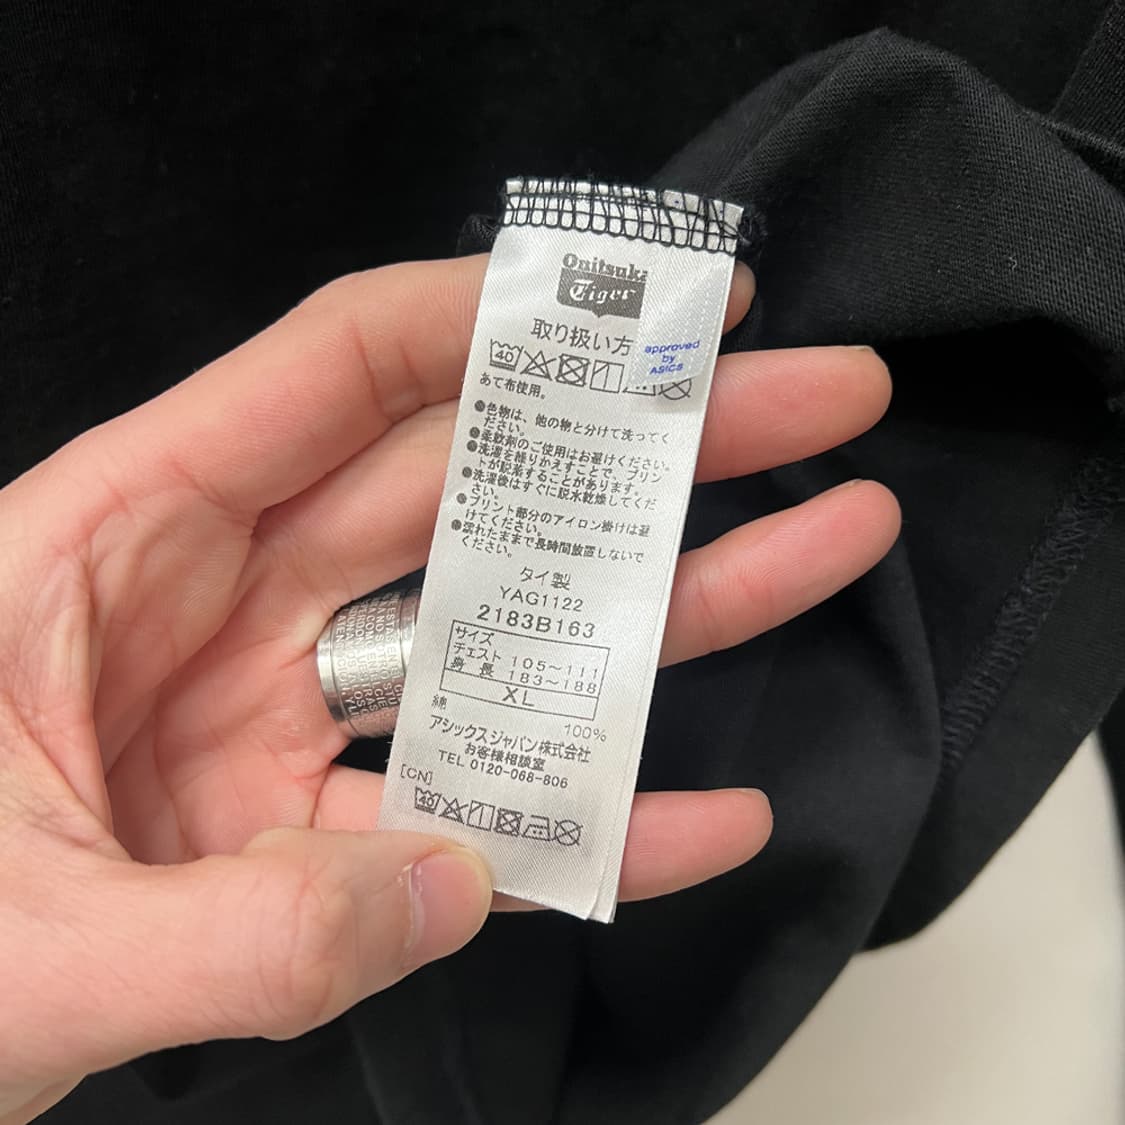 Onitsuka
Tiger
取り扱い方
approved
by
ASICS
40
あて布使用。
●色物は、他の物と分けて洗ってく
ださい。
●柔軟剤のご使用はお避けください。
●洗濯を繰りかえすことで、プリン
トが脱落することがあります。
●洗濯後はすぐに脱水乾燥してくだ
さい。
●プリント部分のアイロン掛けは避
けてください。
●濡れたままで長時間放置しないで
ください。
タイ製
YAG1122
2183B163
サイズ
チェスト 105~111
身 長 183~188
XL
綿 100%
アシックスジャパン株式会社
お客様相談室
TEL 0120-068-806
[CN]
40